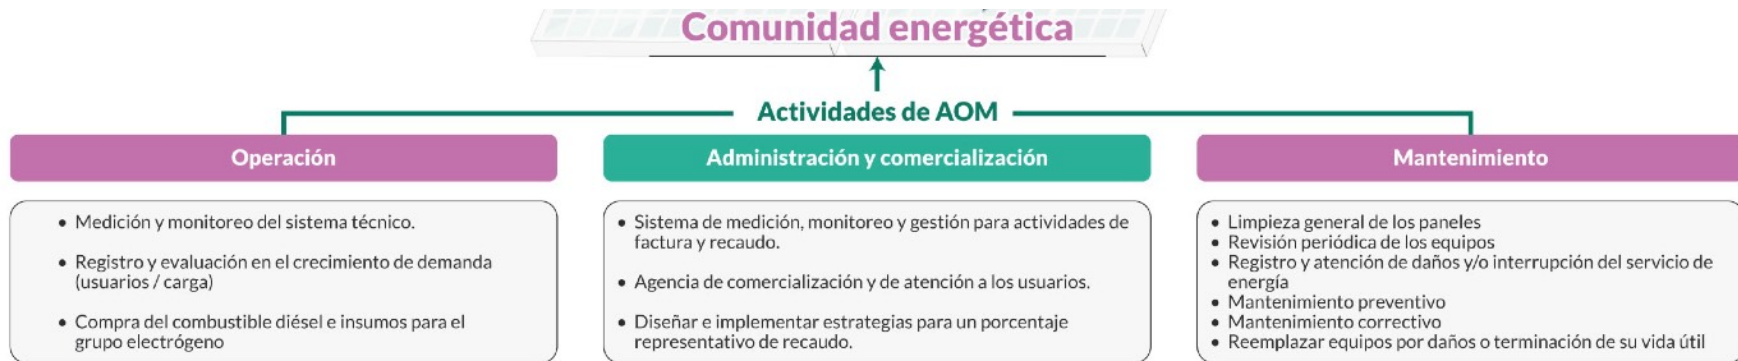 Comunidad energética
Actividades de AOM
Operación
• Medición y monitoreo del sistema técnico.
• Registro y evaluación en el crecimiento de demanda
(usuarios / carga)
• Compra del combustible diésel e insumos para el
grupo electrógeno
Administración y comercialización
• Sistema de medición, monitoreo y gestión para actividades de
factura y recaudo.
• Agencia de comercialización y de atención a los usuarios.
• Diseñar e implementar estrategias para un porcentaje
representativo de recaudo.
Mantenimiento
• Limpieza general de los paneles
• Revisión periódica de los equipos
• Registro y atención de daños y/o interrupción del servicio de
energía
• Mantenimiento preventivo
• Mantenimiento correctivo
• Reemplazar equipos por daños o terminación de su vida útil